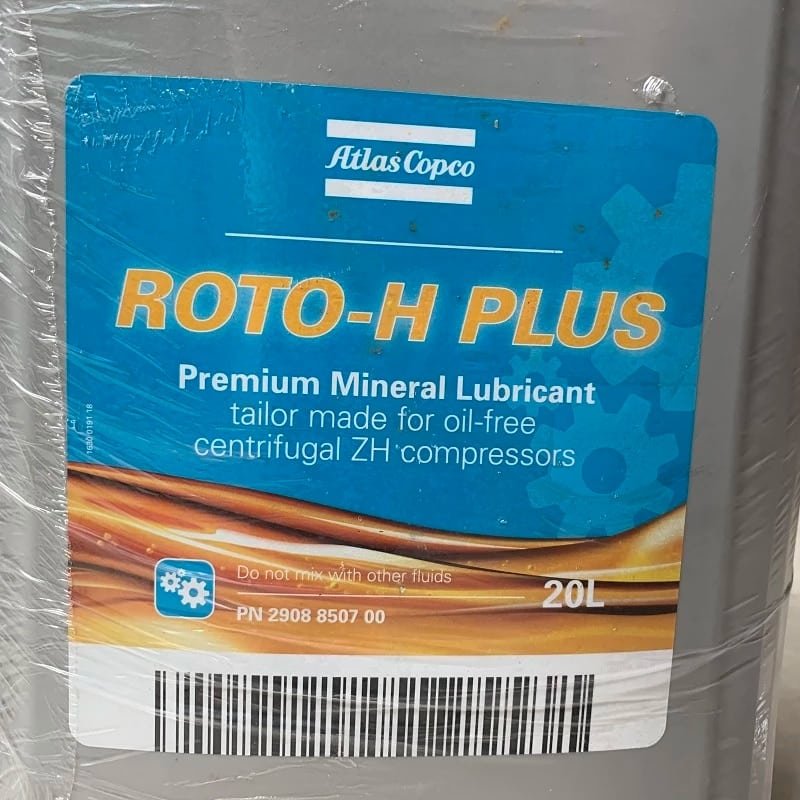 Atlas Copco
ROTO-H PLUS
Premium Mineral Lubricant
tailor made for oil-free
centrifugal ZH compressors
Do not mix with other fluids
20L
PN 2908 8507 00